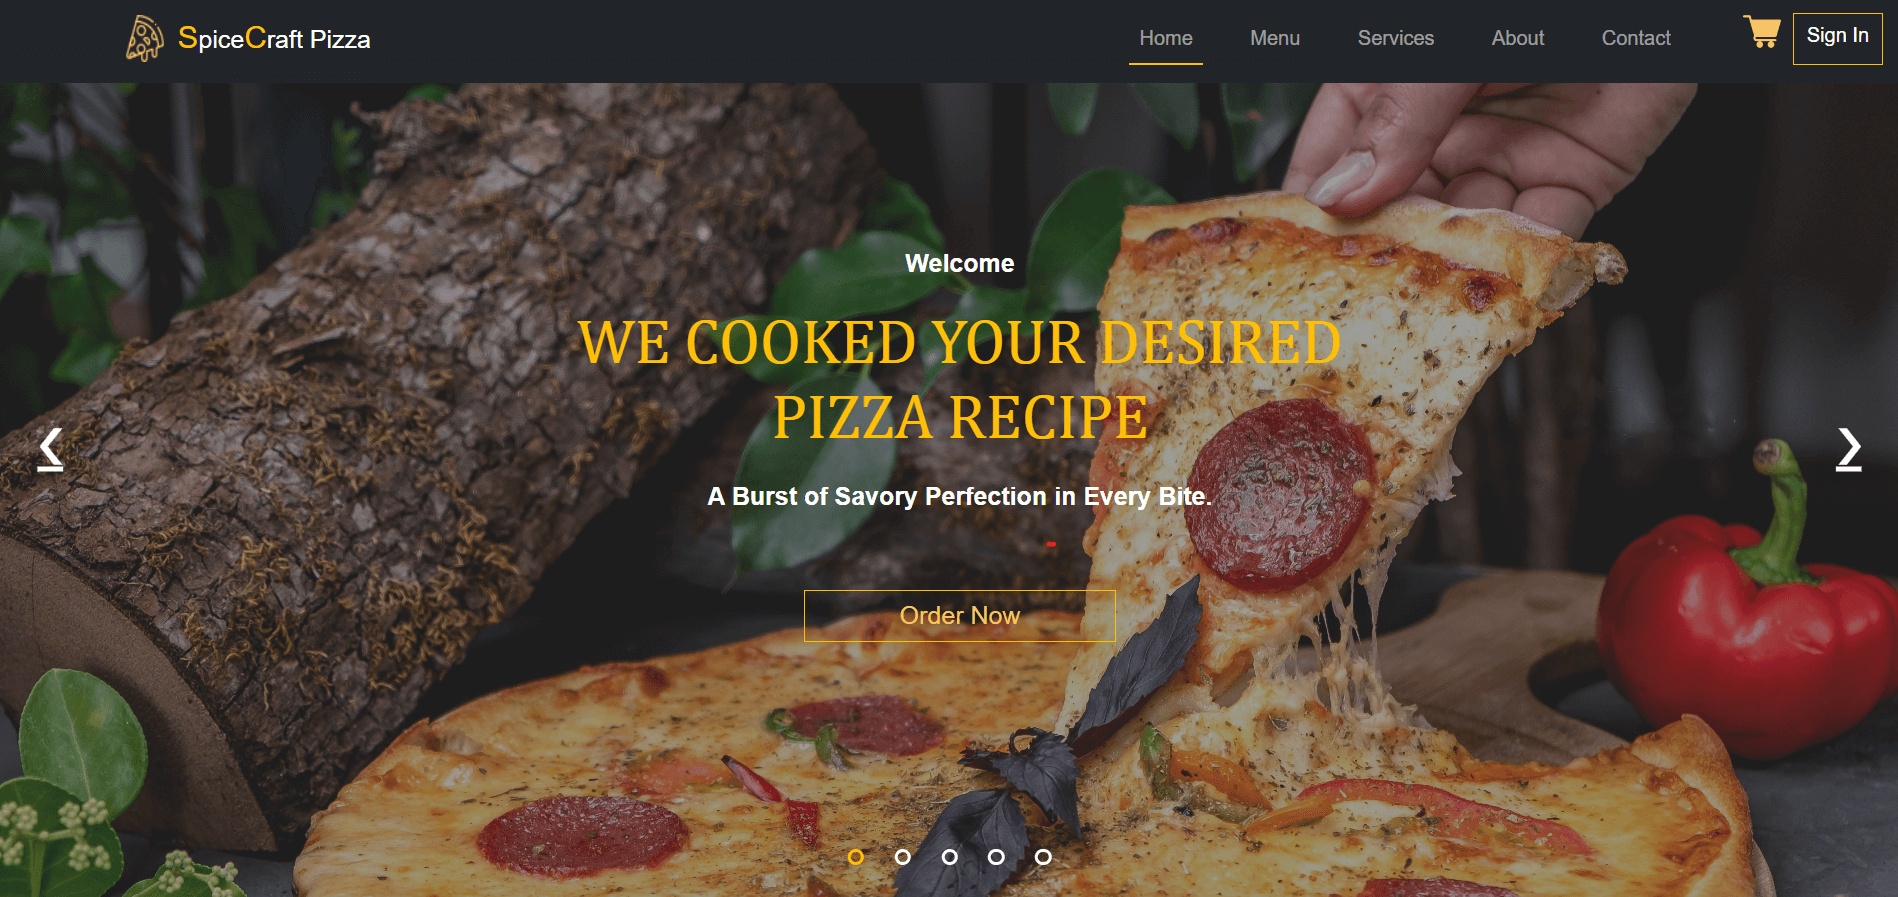 SpiceCraft Pizza
Home Menu Services About Contact Sign In
Welcome
WE COOKED YOUR DESIRED
PIZZA RECIPE
A Burst of Savory Perfection in Every Bite.
Order Now